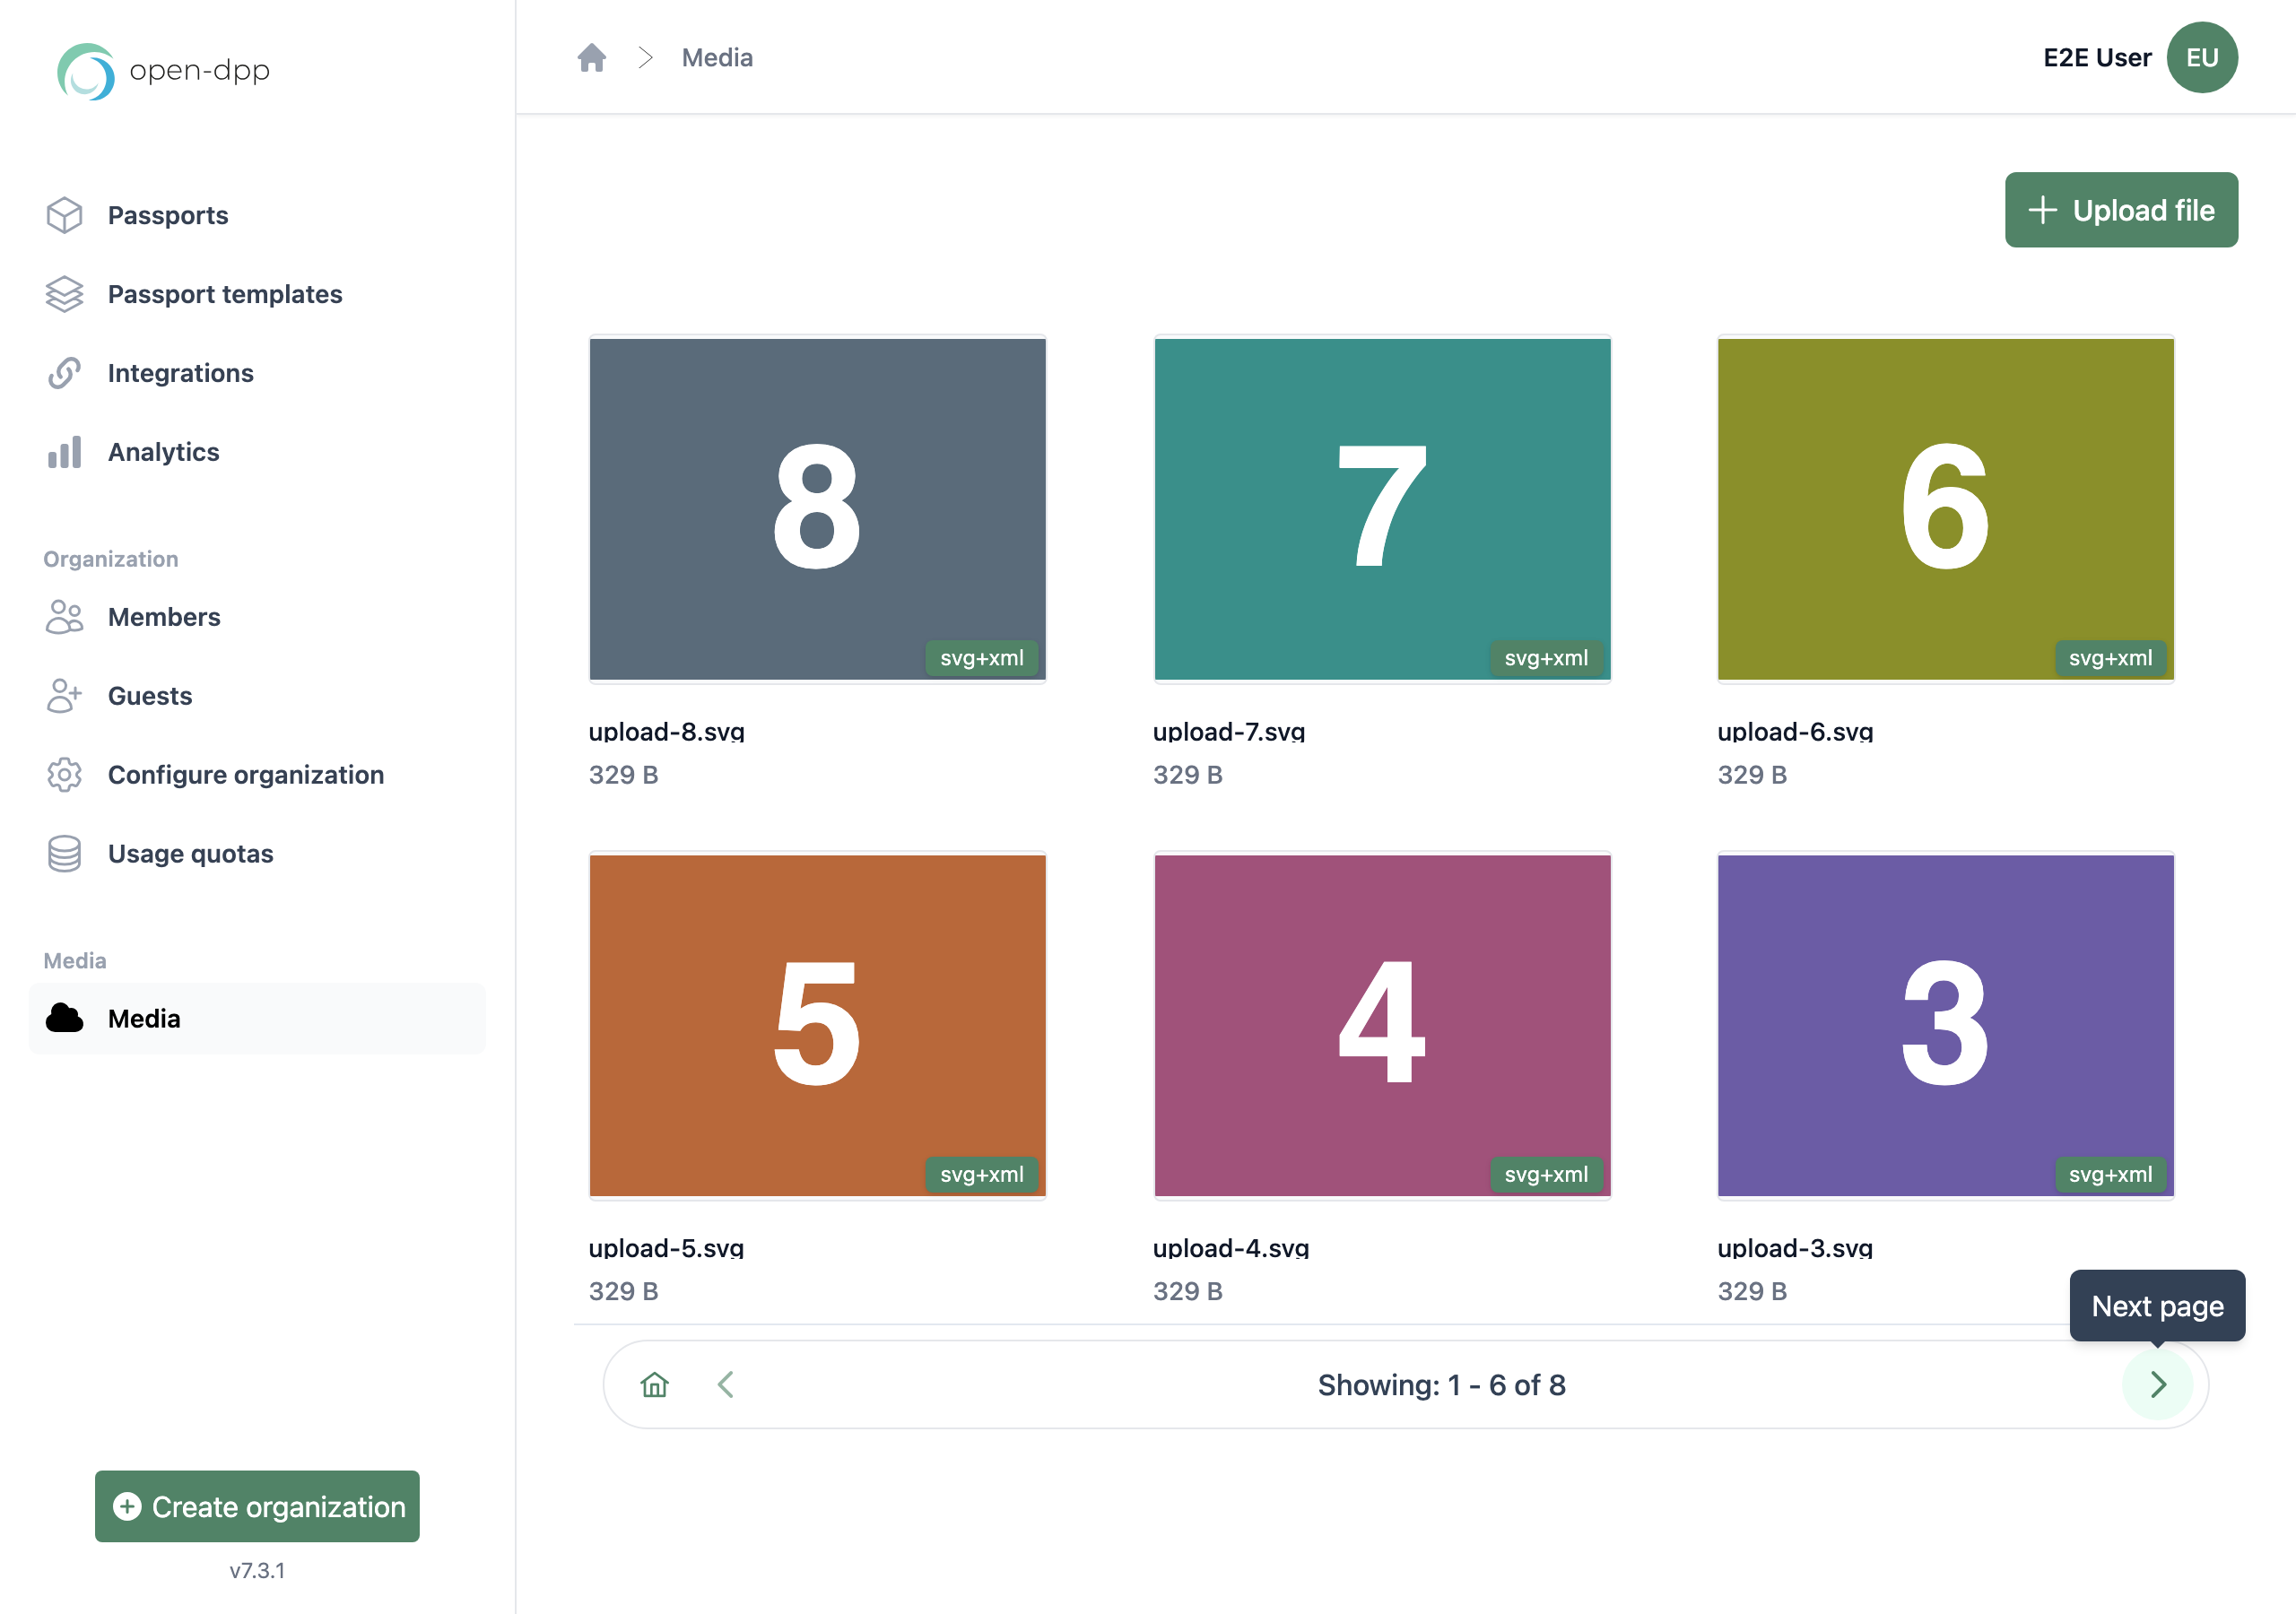 open-dpp
Media
E2E User
EU
Passports
Passport templates
Integrations
Analytics
Organization
Members
Guests
Configure organization
Usage quotas
Media
Media
Create organization
v7.3.1
Upload file
8
svg+xml
upload-8.svg
329 B
7
svg+xml
upload-7.svg
329 B
6
svg+xml
upload-6.svg
329 B
5
svg+xml
upload-5.svg
329 B
4
svg+xml
upload-4.svg
329 B
3
svg+xml
upload-3.svg
329 B
Next page
Showing: 1 - 6 of 8